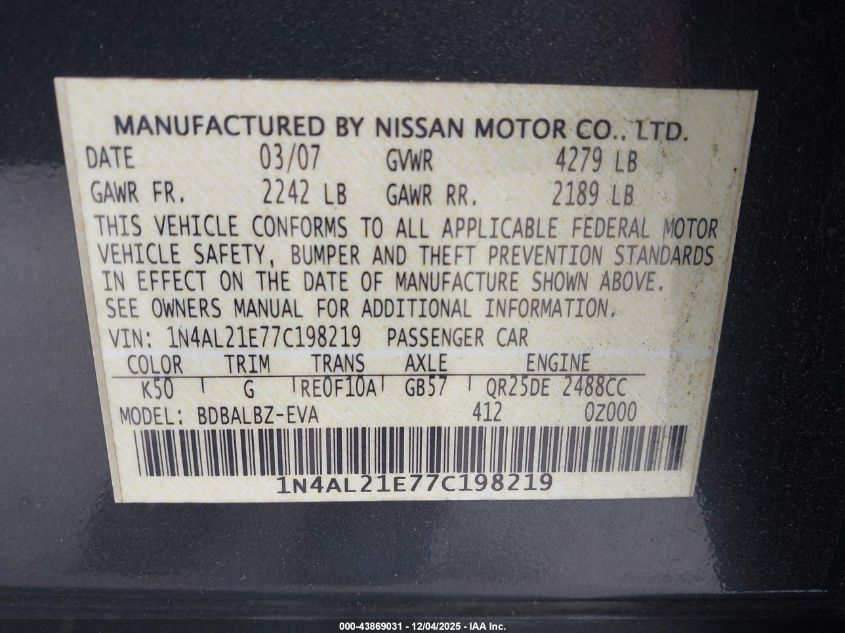 MANUFACTURED BY NISSAN MOTOR CO., LTD.
DATE 03/07 GVWR 4279 LB
GAWR FR. 2242 LB GAWR RR. 2189 LB
THIS VEHICLE CONFORMS TO ALL APPLICABLE FEDERAL MOTOR
VEHICLE SAFETY, BUMPER AND THEFT PREVENTION STANDARDS
IN EFFECT ON THE DATE OF MANUFACTURE SHOWN ABOVE.
SEE OWNERS MANUAL FOR ADDITIONAL INFORMATION.
VIN: 1N4AL21E77C198219 PASSENGER CAR
COLOR TRIM TRANS AXLE ENGINE
K50 G RE0F10A GB57 QR25DE 2488CC
MODEL: BDBALBZ-EVA 412 0Z000
1N4AL21E77C198219
000-43869031 - 12/04/2025 - IAA Inc.